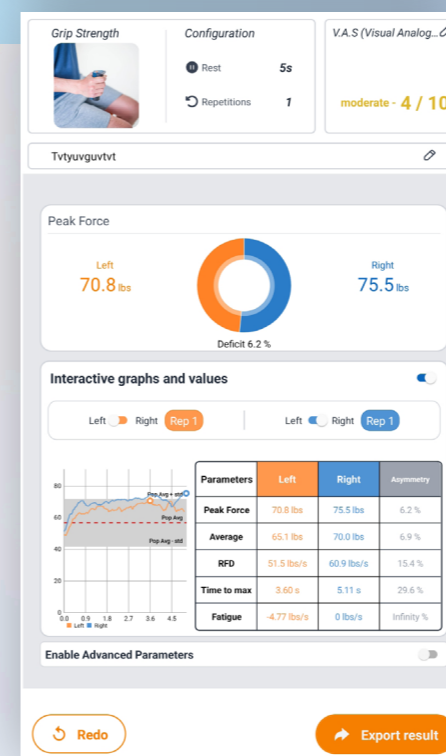 Grip Strength
Configuration
Rest 5s
Repetitions 1
V.A.S (Visual Analog...
moderate - 4 / 10
Tvtyuvguvtvt
Peak Force
Left
70.8 lbs
Right
75.5 lbs
Deficit 6.2 %
Interactive graphs and values
Left Right Rep 1
Left Right Rep 1
80
60
40
20
0
Pop Avg + std
Pop Avg
Pop Avg - std
0.0 0.9 1.8 2.7 3.6 4.5
Left Right
Parameters Left Right Asymmetry
Peak Force 70.8 lbs 75.5 lbs 6.2 %
Average 65.1 lbs 70.0 lbs 6.9 %
RFD 51.5 lbs/s 60.9 lbs/s 15.4 %
Time to max 3.60 s 5.11 s 29.6 %
Fatigue -4.77 lbs/s 0 lbs/s Infinity %
Enable Advanced Parameters
Redo
Export result